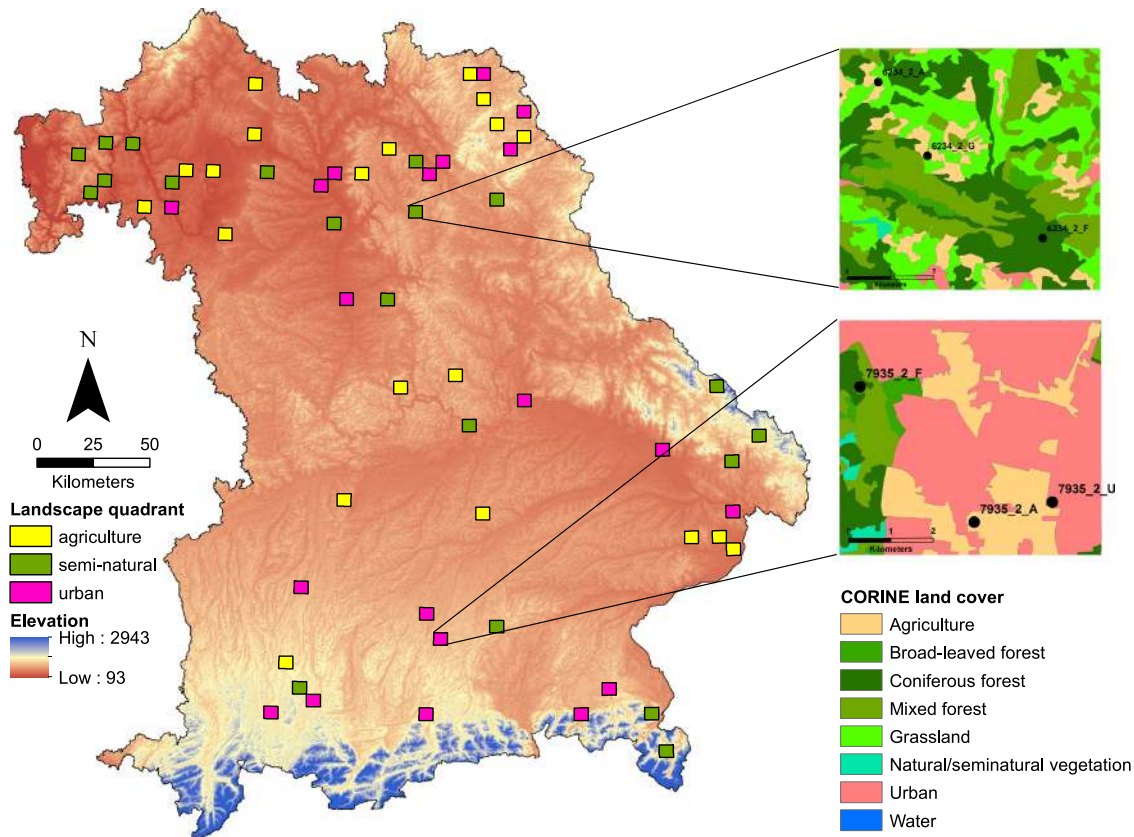 6234_2_A
6234_2_G
6234_2_F
Kilometers
7935_2_F
7935_2_U
7935_2_A
0 1 2
Kilometers
N
0 25 50
Kilometers
Landscape quadrant
agriculture
semi-natural
urban
Elevation
High : 2943
Low : 93
CORINE land cover
Agriculture
Broad-leaved forest
Coniferous forest
Mixed forest
Grassland
Natural/seminatural vegetation
Urban
Water